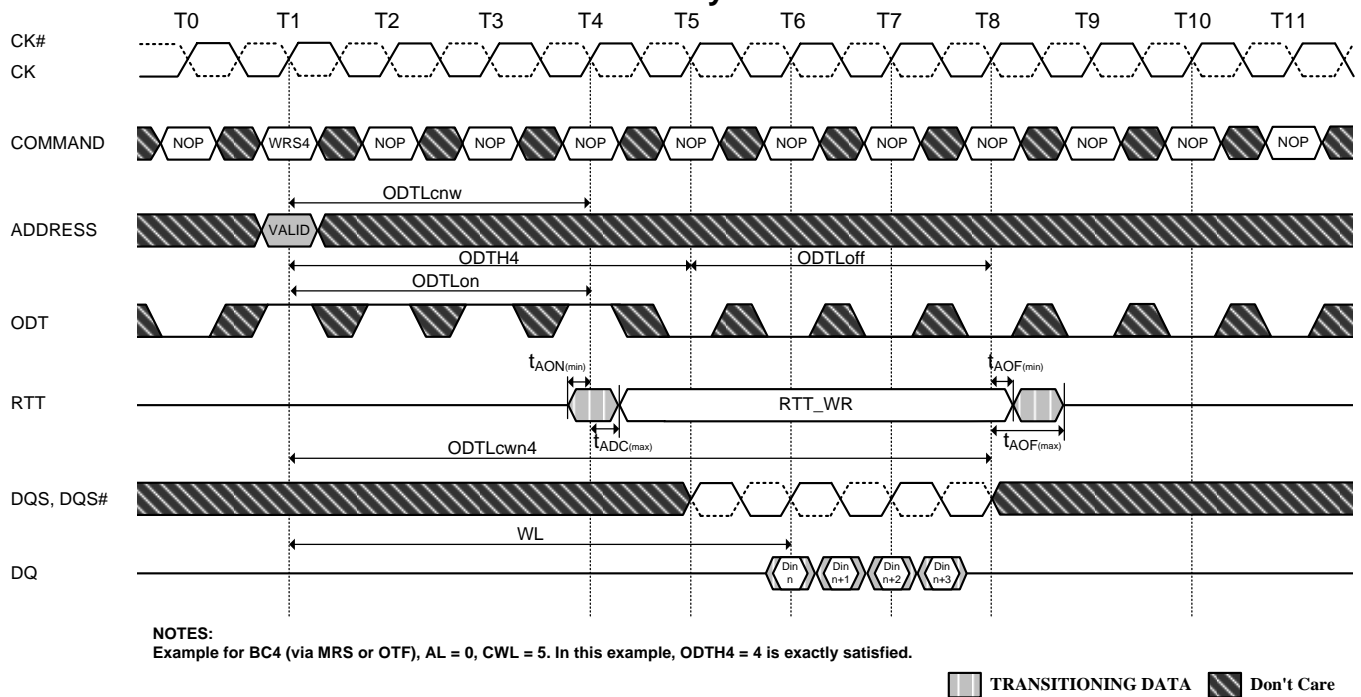 T0 T1 T2 T3 T4 T5 T6 T7 T8 T9 T10 T11
CK#
CK
COMMAND NOP WRS4 NOP NOP NOP NOP NOP NOP NOP NOP NOP NOP
ODTLcnw
ADDRESS VALID
ODTH4 ODTLoff
ODTLon
ODT
tAON(min) tAOF(min)
RTT RTT_WR
tADC(max) tAOF(max)
ODTLcwn4
DQS, DQS#
WL
DQ Din n Din n+1 Din n+2 Din n+3
NOTES:
Example for BC4 (via MRS or OTF), AL = 0, CWL = 5. In this example, ODTH4 = 4 is exactly satisfied.
TRANSITIONING DATA Don't Care